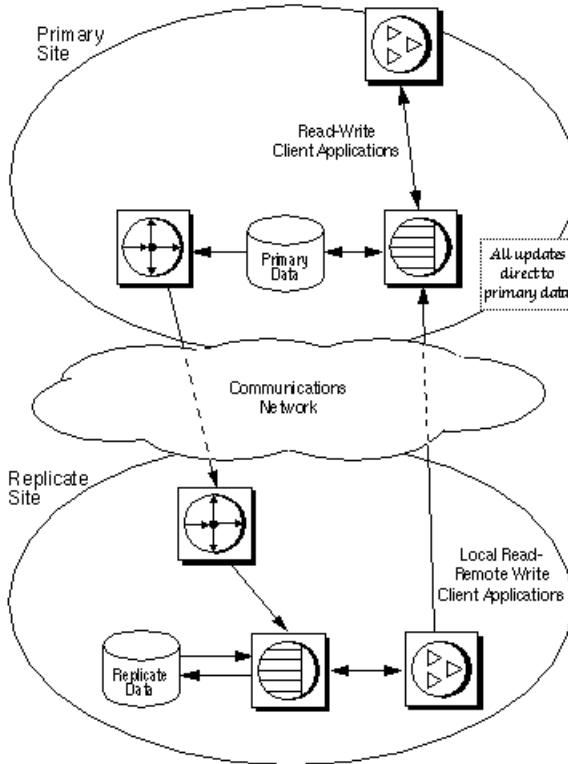 Primary
Site
Read-Write
Client Applications
Primary
Data
All updates
direct to
primary data
Communications
Network
Replicate
Site
Local Read-
Remote Write
Client Applications
Replicate
Data